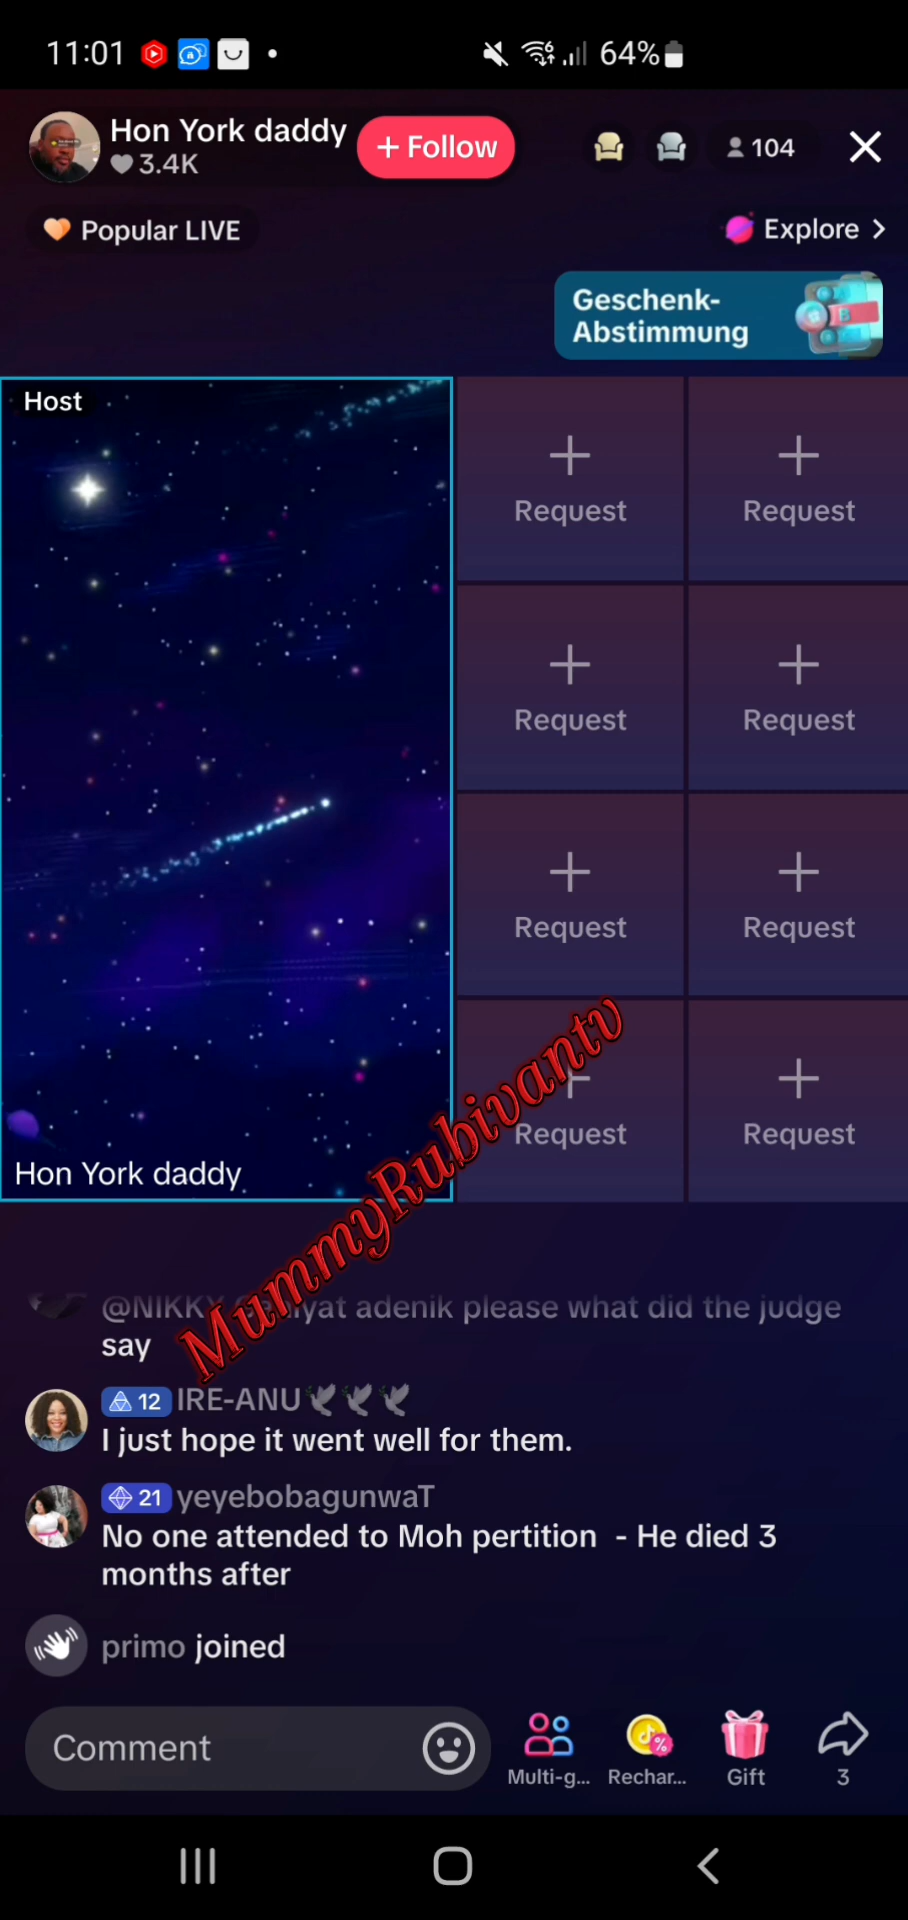 11:01
64%
Hon York daddy
3.4K
+ Follow
104
Popular LIVE
Explore >
Geschenk-
Abstimmung
Host
Request
Request
Request
Request
Request
Request
Request
Request
Hon York daddy
MummyRubivantv
@NIKKY adenik please what did the judge
say
12 IRE-ANU🕊🕊🕊
I just hope it went well for them.
21 yeyebobagunwaT
No one attended to Moh pertition - He died 3
months after
primo joined
Comment
Multi-g...
Rechar...
Gift
3